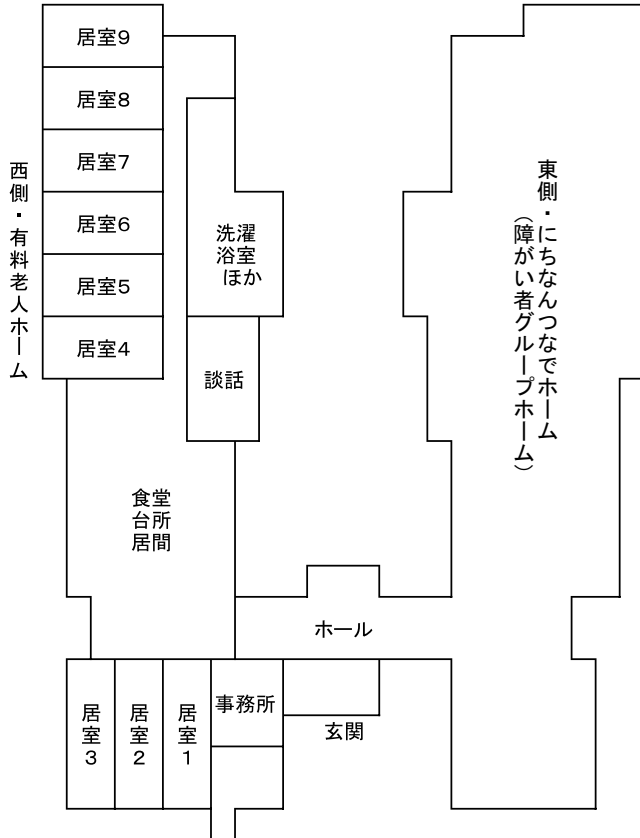 居室9
居室8
居室7
居室6
居室5
居室4
西側・有料老人ホーム
洗濯
浴室
ほか
談話
食堂
台所
居間
ホール
事務所
玄関
居室3
居室2
居室1
東側・にちなんつなでホーム
（障がい者グループホーム）